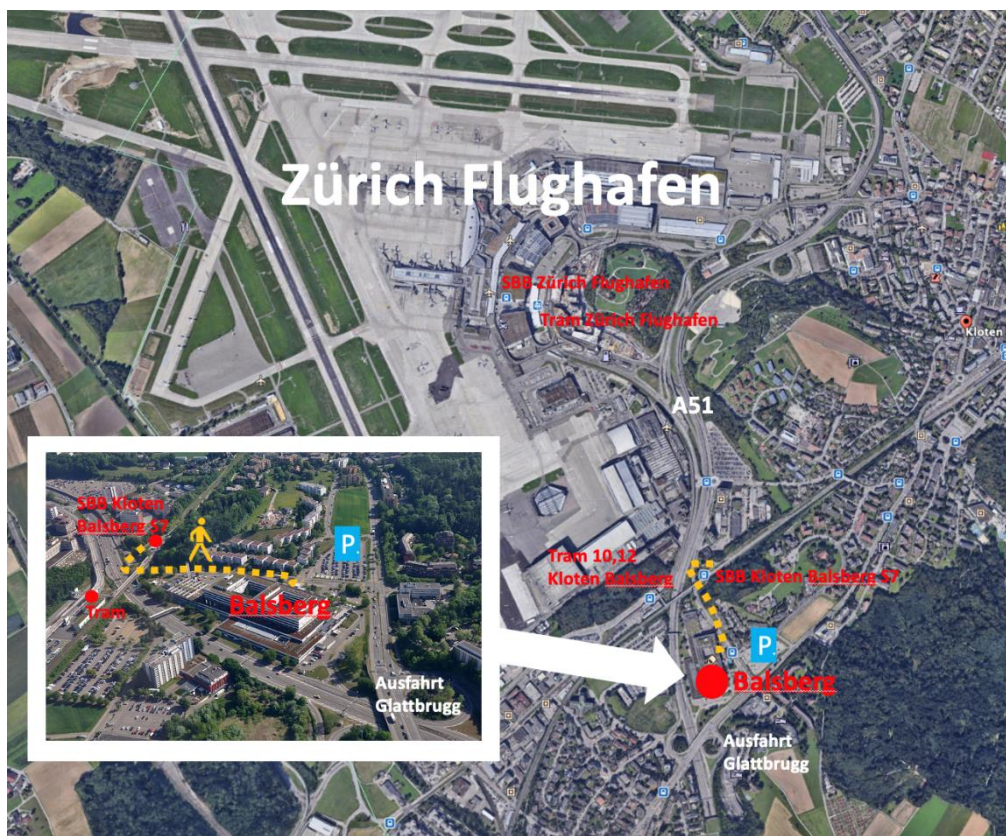 Zürich Flughafen
SBB Zürich Flughafen
Tram Zürich Flughafen
Kloten
A51
SBB Kloten
Balsberg S7
P.
Balsberg
Tram
Ausfahrt
Glattbrugg
Tram 10,12
Kloten Balsberg
SBB Kloten Balsberg S7
P.
Balsberg
Ausfahrt
Glattbrugg